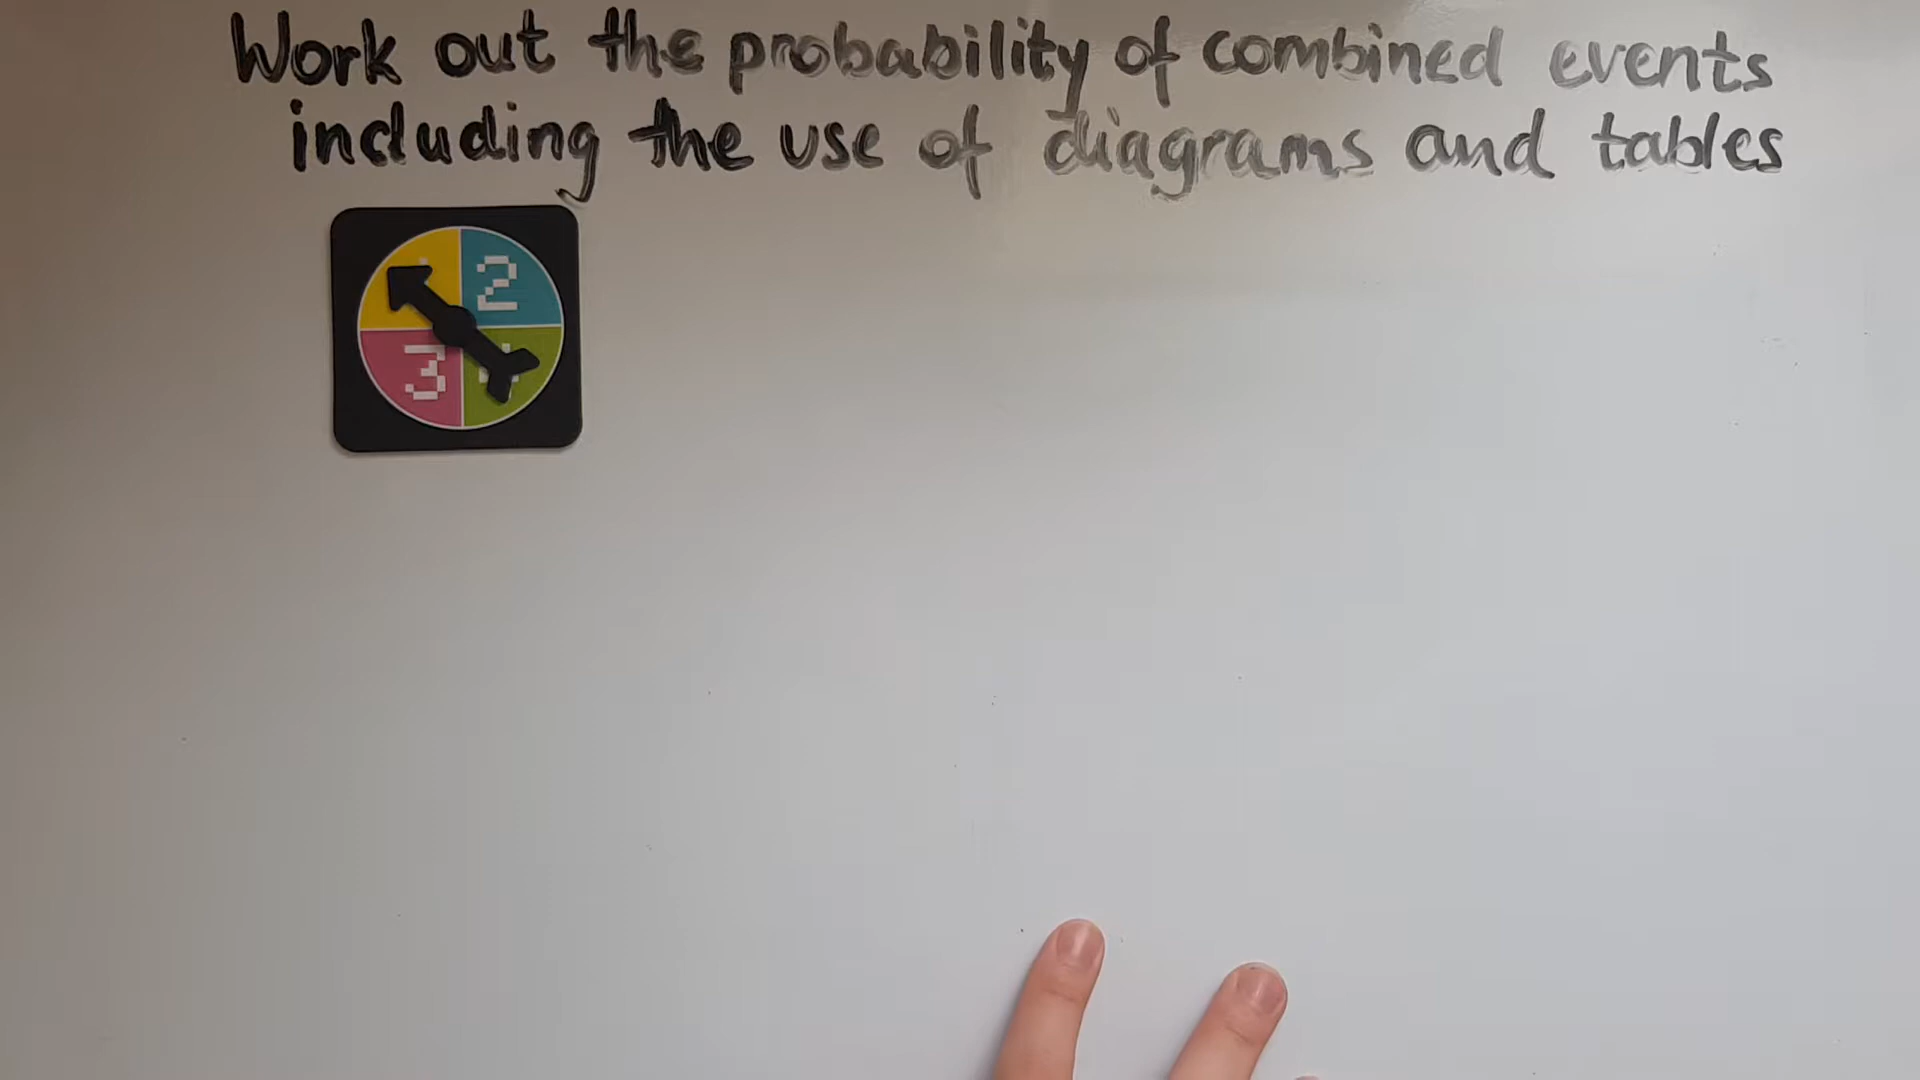 Work out the probability of combined events
including the use of diagrams and tables
2
3